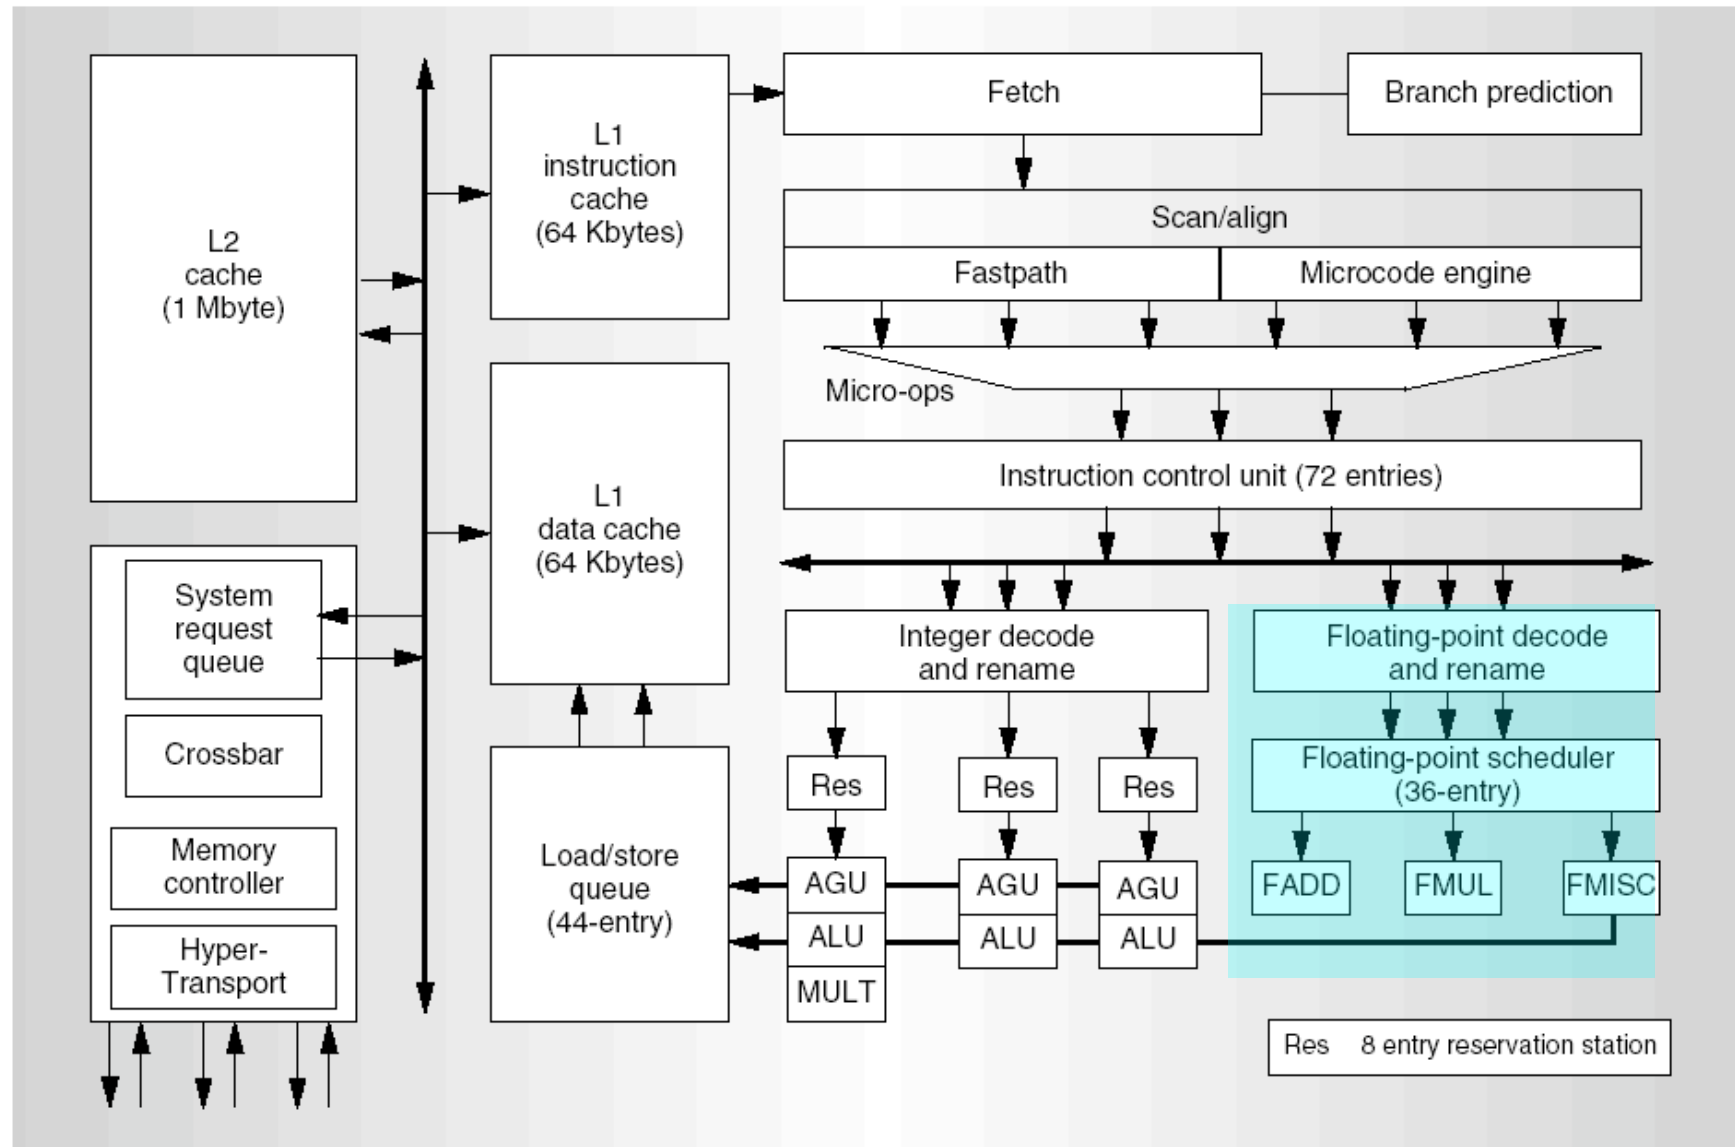 L2
cache
(1 Mbyte)
System
request
queue
Crossbar
Memory
controller
Hyper-
Transport
L1
instruction
cache
(64 Kbytes)
L1
data cache
(64 Kbytes)
Load/store
queue
(44-entry)
Fetch
Branch prediction
Scan/align
Fastpath
Microcode engine
Micro-ops
Instruction control unit (72 entries)
Integer decode
and rename
Floating-point decode
and rename
Res
Res
Res
Floating-point scheduler
(36-entry)
AGU
AGU
AGU
FADD
FMUL
FMISC
ALU
ALU
ALU
MULT
Res 8 entry reservation station